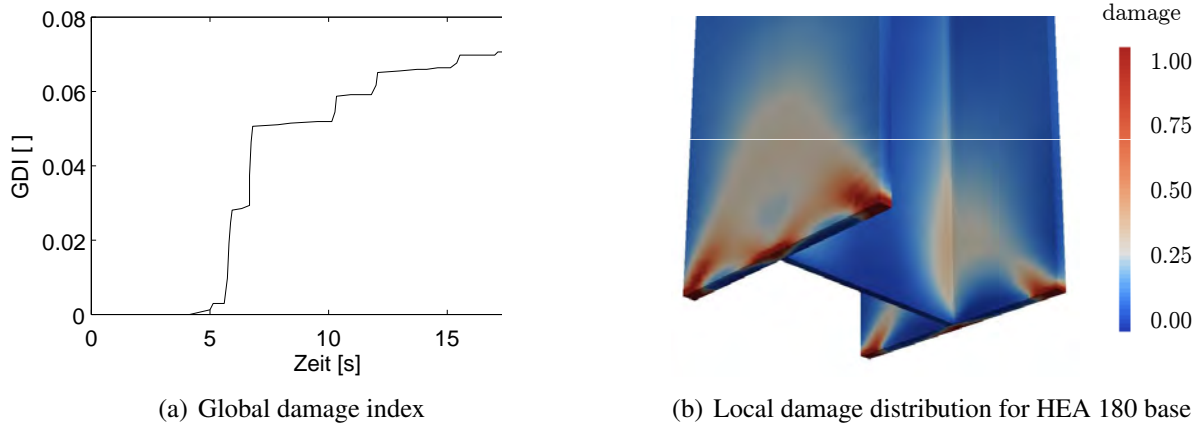 0.08
0.06
0.04
0.02
0
GDI [ ]
0 5 10 15
Zeit [s]
(a) Global damage index
damage
1.00
0.75
0.50
0.25
0.00
(b) Local damage distribution for HEA 180 base